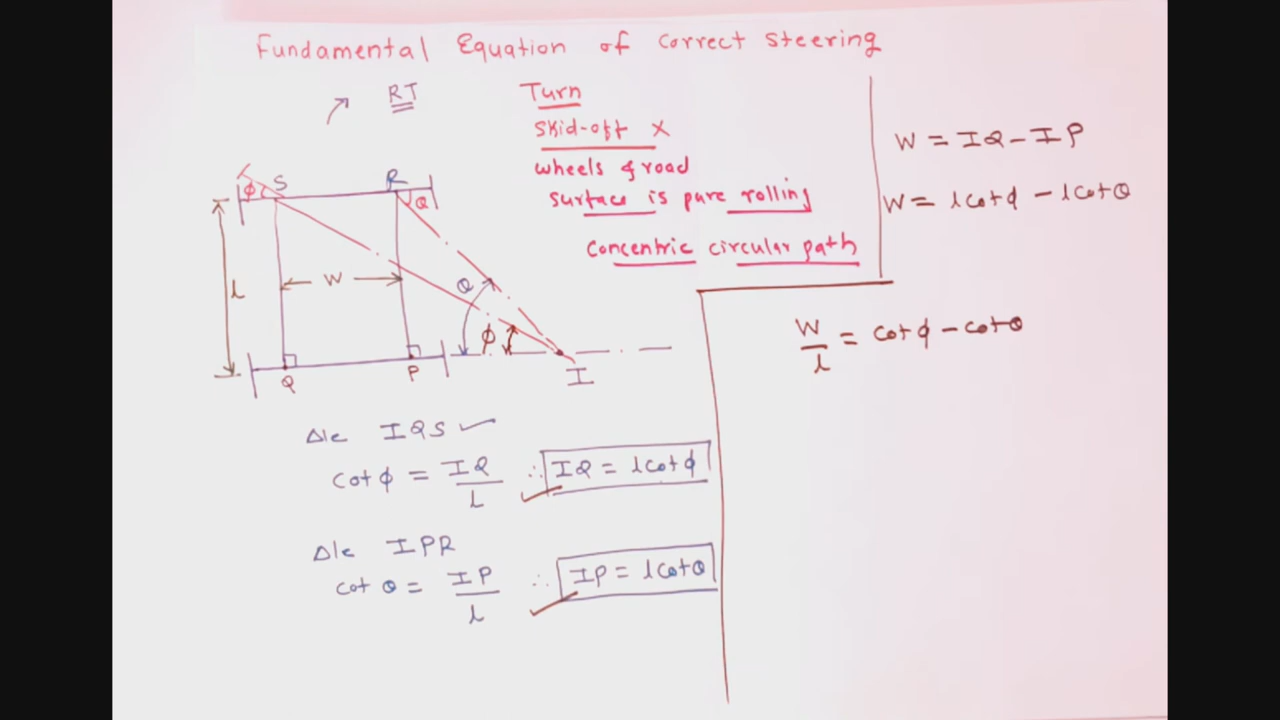 Fundamental Equation of correct steering
RT
Turn
skid-off X
wheels & road
surface is pure rolling
Concentric circular path
W = IQ - IP
W = l cot ϕ - l cot θ
W/l = cot ϕ - cot θ
ϕ
S
R
θ
l
W
θ
ϕ
Q
P
I
Δle IQS ✓
cot ϕ = IQ/l ∴ IQ = l cot ϕ
Δle IPR
cot θ = IP/l ∴ IP = l cot θ